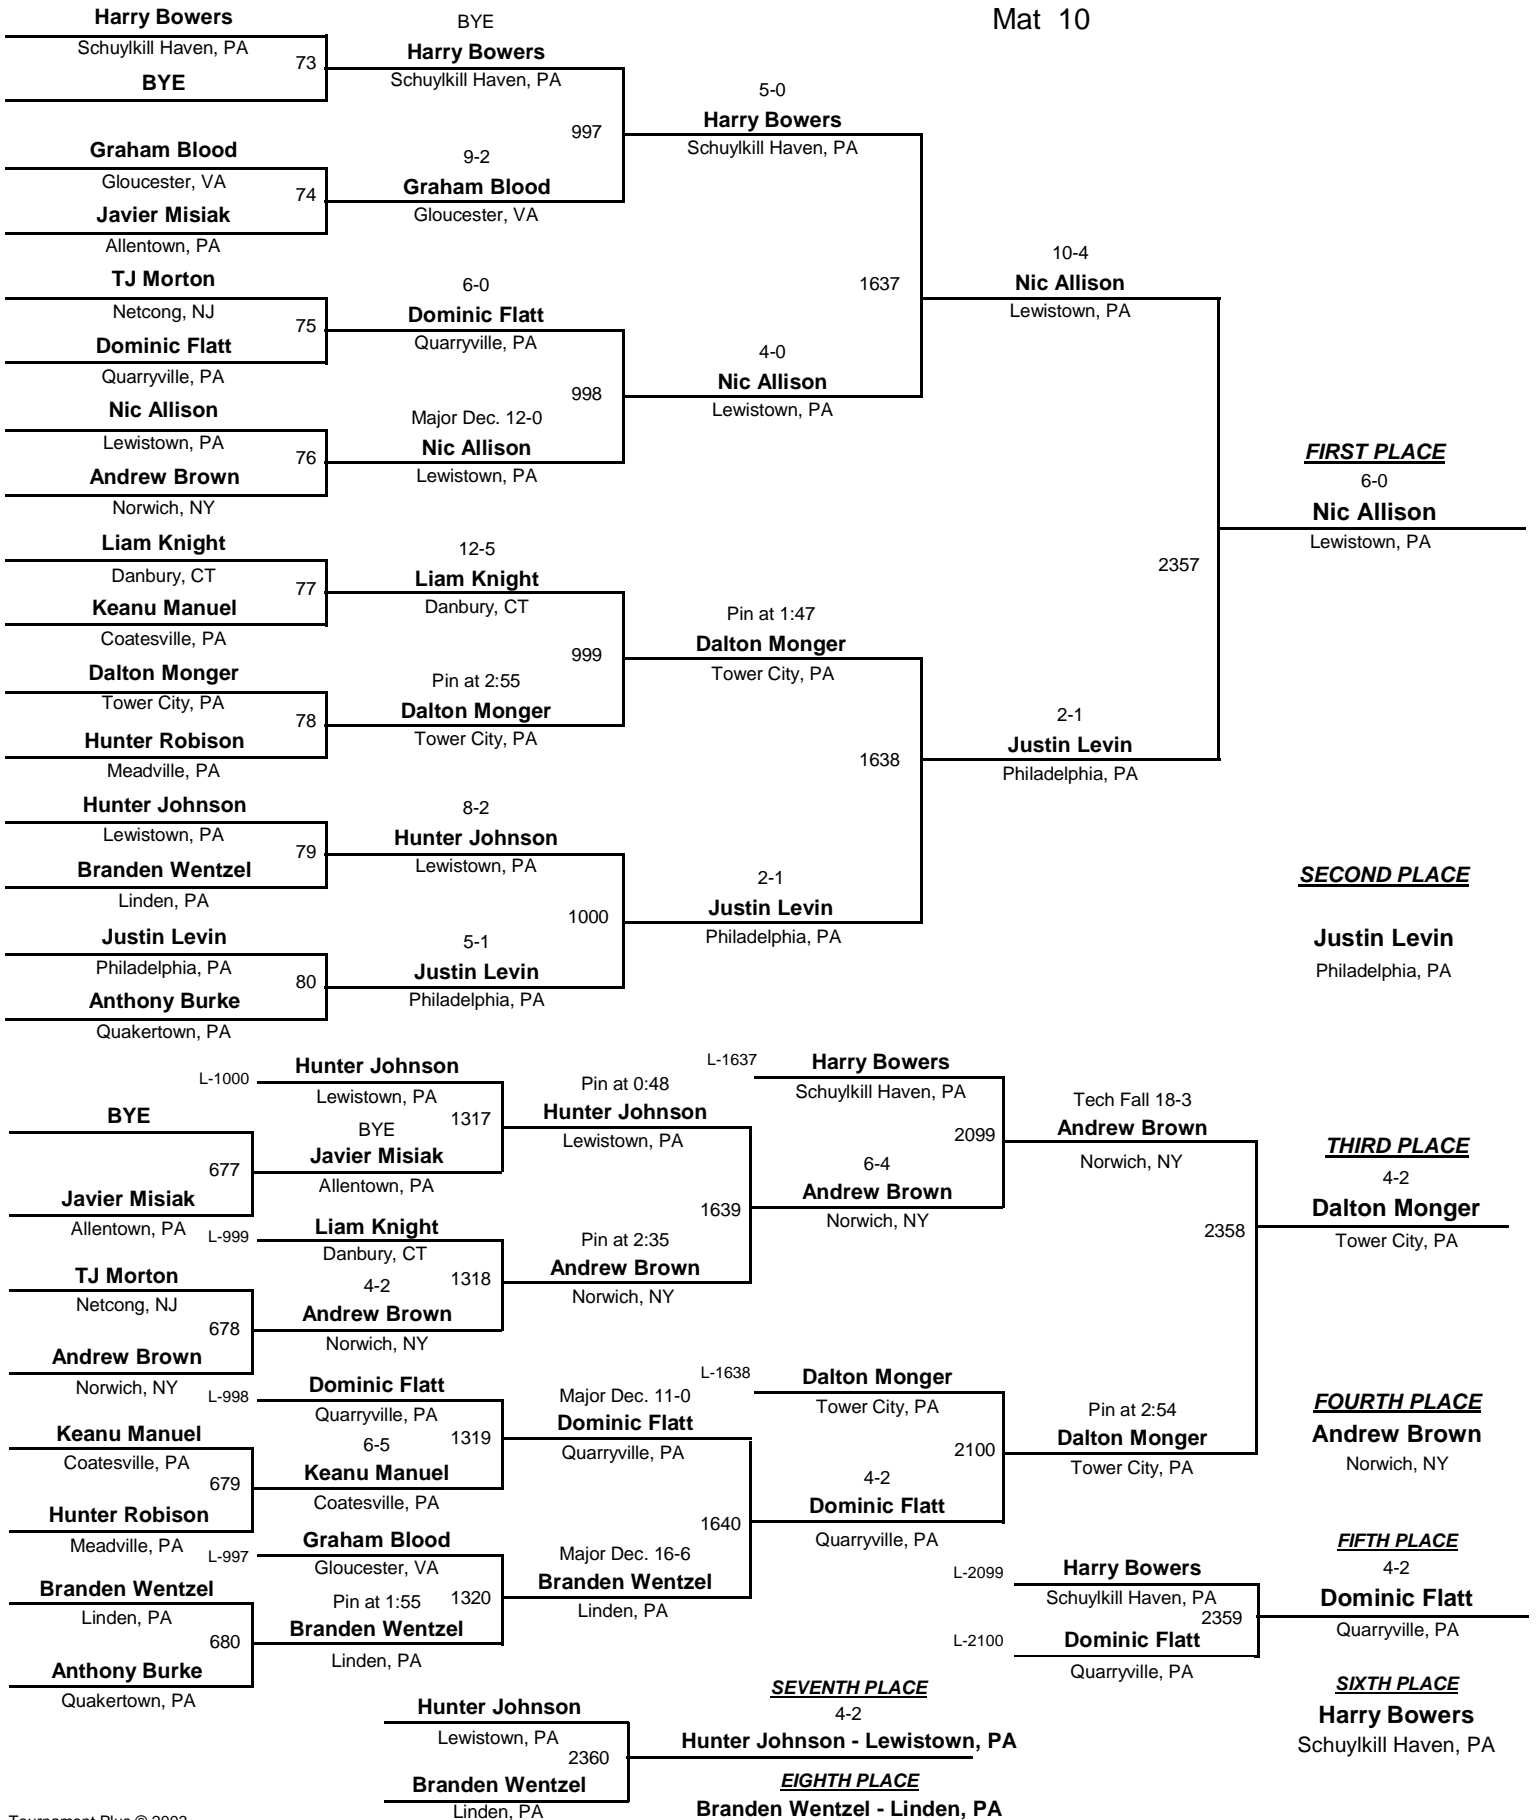 Mat 10
Harry Bowers
Schuylkill Haven, PA
73
BYE
Graham Blood
Gloucester, VA
74
Javier Misiak
Allentown, PA
TJ Morton
Netcong, NJ
75
Dominic Flatt
Quarryville, PA
Nic Allison
Lewistown, PA
76
Andrew Brown
Norwich, NY
Liam Knight
Danbury, CT
77
Keanu Manuel
Coatesville, PA
Dalton Monger
Tower City, PA
78
Hunter Robison
Meadville, PA
Hunter Johnson
Lewistown, PA
79
Branden Wentzel
Linden, PA
Justin Levin
Philadelphia, PA
80
Anthony Burke
Quakertown, PA
BYE
Harry Bowers
Schuylkill Haven, PA
997
9-2
Graham Blood
Gloucester, VA
6-0
Dominic Flatt
Quarryville, PA
998
Major Dec. 12-0
Nic Allison
Lewistown, PA
12-5
Liam Knight
Danbury, CT
999
Pin at 2:55
Dalton Monger
Tower City, PA
8-2
Hunter Johnson
Lewistown, PA
1000
5-1
Justin Levin
Philadelphia, PA
5-0
Harry Bowers
Schuylkill Haven, PA
1637
4-0
Nic Allison
Lewistown, PA
Pin at 1:47
Dalton Monger
Tower City, PA
1638
2-1
Justin Levin
Philadelphia, PA
10-4
Nic Allison
Lewistown, PA
2357
2-1
Justin Levin
Philadelphia, PA
FIRST PLACE
6-0
Nic Allison
Lewistown, PA
SECOND PLACE
Justin Levin
Philadelphia, PA
BYE
677
Javier Misiak
Allentown, PA
TJ Morton
Netcong, NJ
678
Andrew Brown
Norwich, NY
Keanu Manuel
Coatesville, PA
679
Hunter Robison
Meadville, PA
Branden Wentzel
Linden, PA
680
Anthony Burke
Quakertown, PA
L-1000
Hunter Johnson
Lewistown, PA
1317
BYE
Javier Misiak
Allentown, PA
L-999
Liam Knight
Danbury, CT
1318
4-2
Andrew Brown
Norwich, NY
L-998
Dominic Flatt
Quarryville, PA
1319
6-5
Keanu Manuel
Coatesville, PA
L-997
Graham Blood
Gloucester, VA
1320
Pin at 1:55
Branden Wentzel
Linden, PA
Pin at 0:48
Hunter Johnson
Lewistown, PA
1639
Pin at 2:35
Andrew Brown
Norwich, NY
Major Dec. 11-0
Dominic Flatt
Quarryville, PA
1640
Major Dec. 16-6
Branden Wentzel
Linden, PA
L-1637
Harry Bowers
Schuylkill Haven, PA
2099
6-4
Andrew Brown
Norwich, NY
L-1638
Dalton Monger
Tower City, PA
2100
4-2
Dominic Flatt
Quarryville, PA
Tech Fall 18-3
Andrew Brown
Norwich, NY
2358
Pin at 2:54
Dalton Monger
Tower City, PA
THIRD PLACE
4-2
Dalton Monger
Tower City, PA
FOURTH PLACE
Andrew Brown
Norwich, NY
L-2099
Harry Bowers
Schuylkill Haven, PA
2359
L-2100
Dominic Flatt
Quarryville, PA
FIFTH PLACE
4-2
Dominic Flatt
Quarryville, PA
SIXTH PLACE
Harry Bowers
Schuylkill Haven, PA
Hunter Johnson
Lewistown, PA
2360
Branden Wentzel
Linden, PA
SEVENTH PLACE
4-2
Hunter Johnson - Lewistown, PA
EIGHTH PLACE
Branden Wentzel - Linden, PA